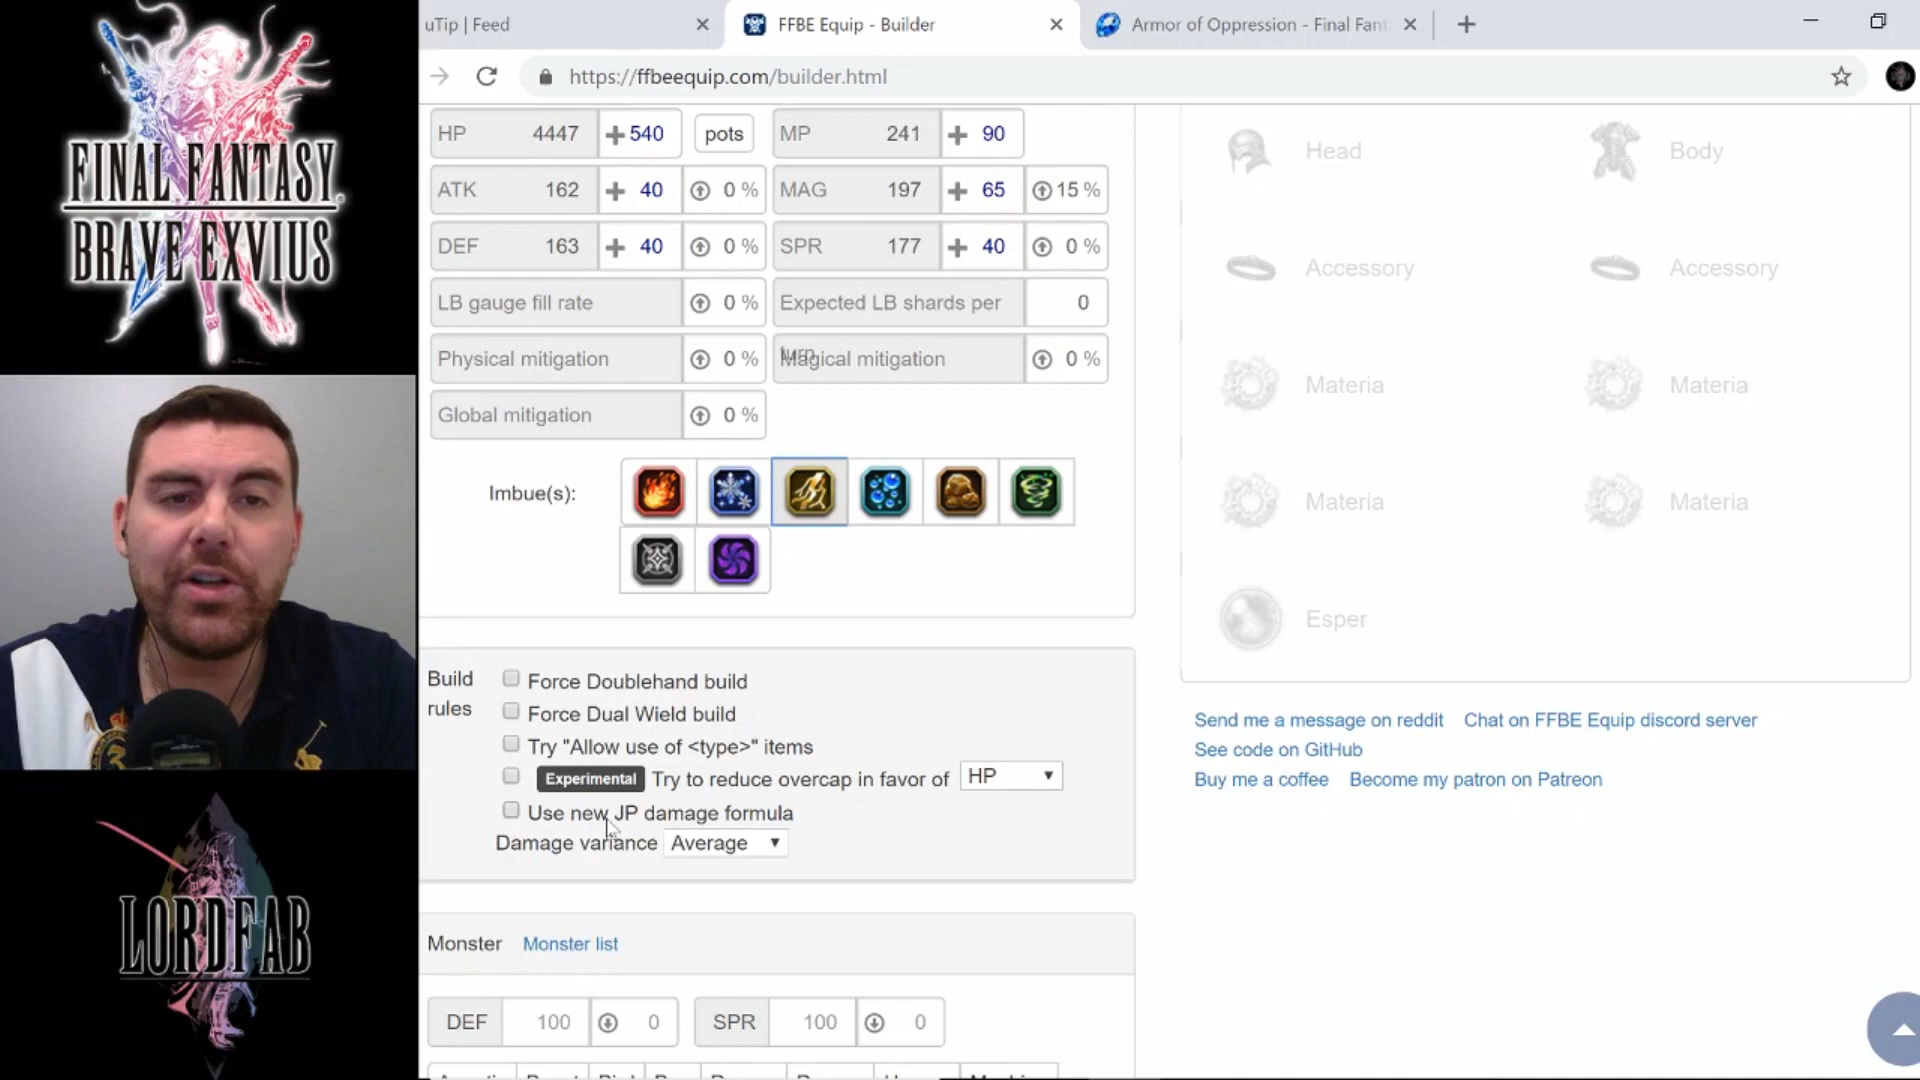 uTip | Feed
FFBE Equip - Builder
Armor of Oppression - Final Fant
https://ffbeequip.com/builder.html
FINAL FANTASY
BRAVE EXVIUS
HP 4447 540 pots MP 241 90
ATK 162 40 0 % MAG 197 65 15 %
DEF 163 40 0 % SPR 177 40 0 %
LB gauge fill rate 0 % Expected LB shards per turn 0
Physical mitigation 0 % Magical mitigation 0 %
Global mitigation 0 %
Imbue(s):
Head Body
Accessory Accessory
Materia Materia
Materia Materia
Esper
Build rules
Force Doublehand build
Force Dual Wield build
Try "Allow use of <type>" items
Experimental Try to reduce overcap in favor of HP
Use new JP damage formula
Damage variance Average
Send me a message on reddit Chat on FFBE Equip discord server
See code on GitHub
Buy me a coffee Become my patron on Patreon
Monster Monster list
DEF 100 0 SPR 100 0
LORDFAB